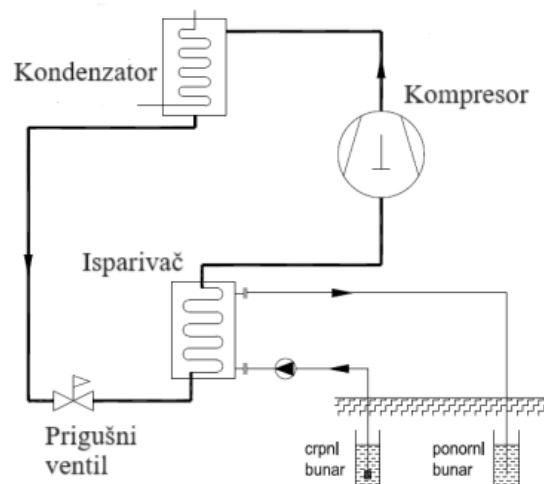 Kondenzator
Kompresor
Isparivač
Prigušni
ventil
crpni
bunar
ponorni
bunar